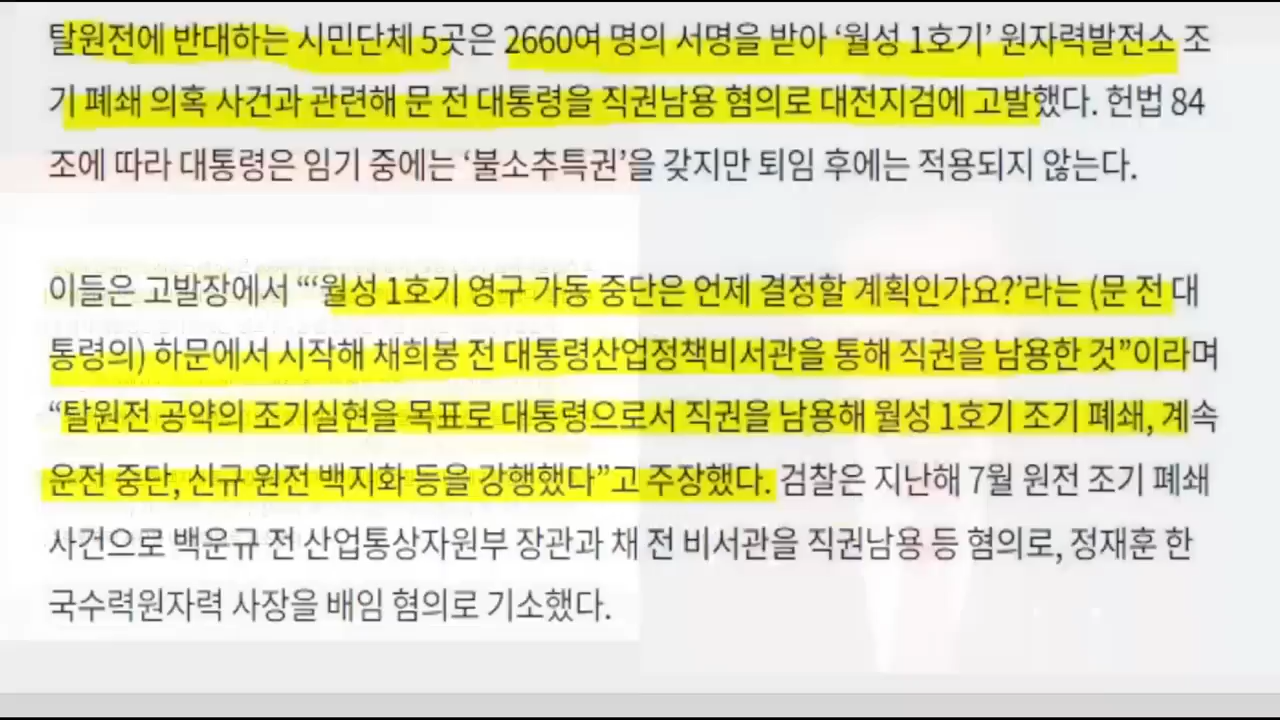 탈원전에 반대하는 시민단체 5곳은 2660여 명의 서명을 받아 ‘월성 1호기’ 원자력발전소 조
기 폐쇄 의혹 사건과 관련해 문 전 대통령을 직권남용 혐의로 대전지검에 고발했다. 헌법 84
조에 따라 대통령은 임기 중에는 ‘불소추특권’을 갖지만 퇴임 후에는 적용되지 않는다.
이들은 고발장에서 “‘월성 1호기 영구 가동 중단은 언제 결정할 계획인가요?’라는 (문 전 대
통령의) 하문에서 시작해 채희봉 전 대통령산업정책비서관을 통해 직권을 남용한 것”이라며
“탈원전 공약의 조기실현을 목표로 대통령으로서 직권을 남용해 월성 1호기 조기 폐쇄, 계속
운전 중단, 신규 원전 백지화 등을 강행했다”고 주장했다. 검찰은 지난해 7월 원전 조기 폐쇄
사건으로 백운규 전 산업통상자원부 장관과 채 전 비서관을 직권남용 등 혐의로, 정재훈 한
국수력원자력 사장을 배임 혐의로 기소했다.